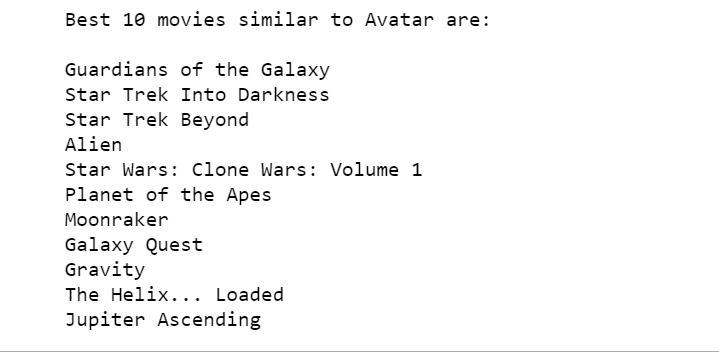 Best 10 movies similar to Avatar are:
Guardians of the Galaxy
Star Trek Into Darkness
Star Trek Beyond
Alien
Star Wars: Clone Wars: Volume 1
Planet of the Apes
Moonraker
Galaxy Quest
Gravity
The Helix... Loaded
Jupiter Ascending